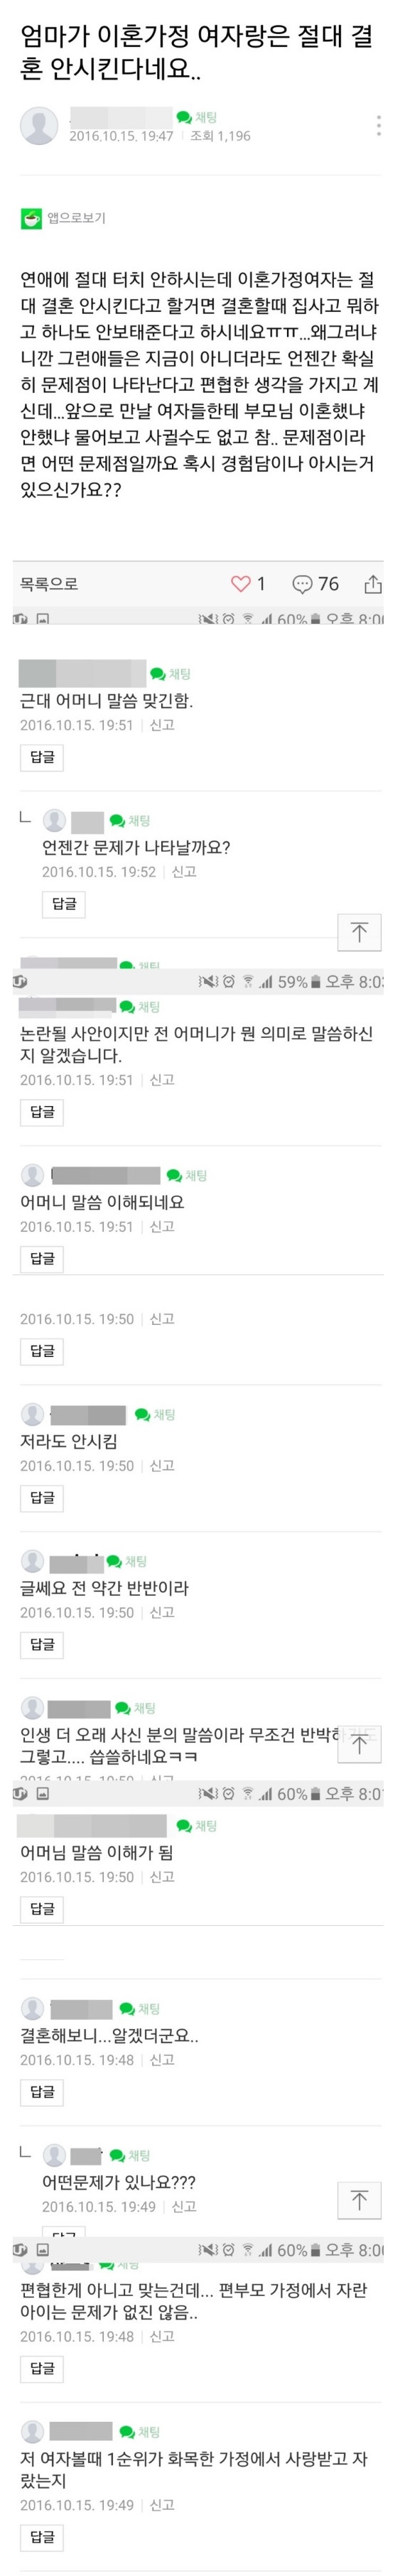 엄마가 이혼가정 여자랑은 절대 결
혼 안시킨다네요..
채팅
2016.10.15. 19:47 조회 1,196
앱으로보기
연애에 절대 터치 안하시는데 이혼가정여자는 절
대 결혼 안시킨다고 할거면 결혼할때 집사고 뭐하
고 하나도 안보태준다고 하시네요ㅠㅠ...왜그러냐
니깐 그런애들은 지금이 아니더라도 언젠간 확실
히 문제점이 나타난다고 편협한 생각을 가지고 계
신데...앞으로 만날 여자들한테 부모님 이혼했냐
안했냐 물어보고 사귈수도 없고 참.. 문제점이라
면 어떤 문제점일까요 혹시 경험담이나 아시는거
있으신가요??
목록으로 1 76
60% 오후 8:00
채팅
근대 어머니 말씀 맞긴함.
2016.10.15. 19:51 신고
답글
채팅
언젠간 문제가 나타날까요?
2016.10.15. 19:52 신고
답글
채팅
59% 오후 8:03
채팅
논란될 사안이지만 전 어머니가 뭔 의미로 말씀하신
지 알겠습니다.
2016.10.15. 19:51 신고
답글
채팅
어머니 말씀 이해되네요
2016.10.15. 19:51 신고
답글
2016.10.15. 19:50 신고
답글
채팅
저라도 안시킴
2016.10.15. 19:50 신고
답글
채팅
글쎄요 전 약간 반반이라
2016.10.15. 19:50 신고
답글
채팅
인생 더 오래 사신 분의 말씀이라 무조건 반박하기도
그렇고.... 씁쓸하네요ㅋㅋ
2016.10.15. 19:50 신고
60% 오후 8:01
채팅
어머님 말씀 이해가 됨
2016.10.15. 19:50 신고
답글
채팅
결혼해보니...알겠더군요..
2016.10.15. 19:48 신고
답글
채팅
어떤문제가 있나요???
2016.10.15. 19:49 신고
답글
60% 오후 8:00
채팅
편협한게 아니고 맞는건데... 편부모 가정에서 자란
아이는 문제가 없진 않음..
2016.10.15. 19:48 신고
답글
채팅
저 여자볼때 1순위가 화목한 가정에서 사랑받고 자
랐는지
2016.10.15. 19:49 신고
답글